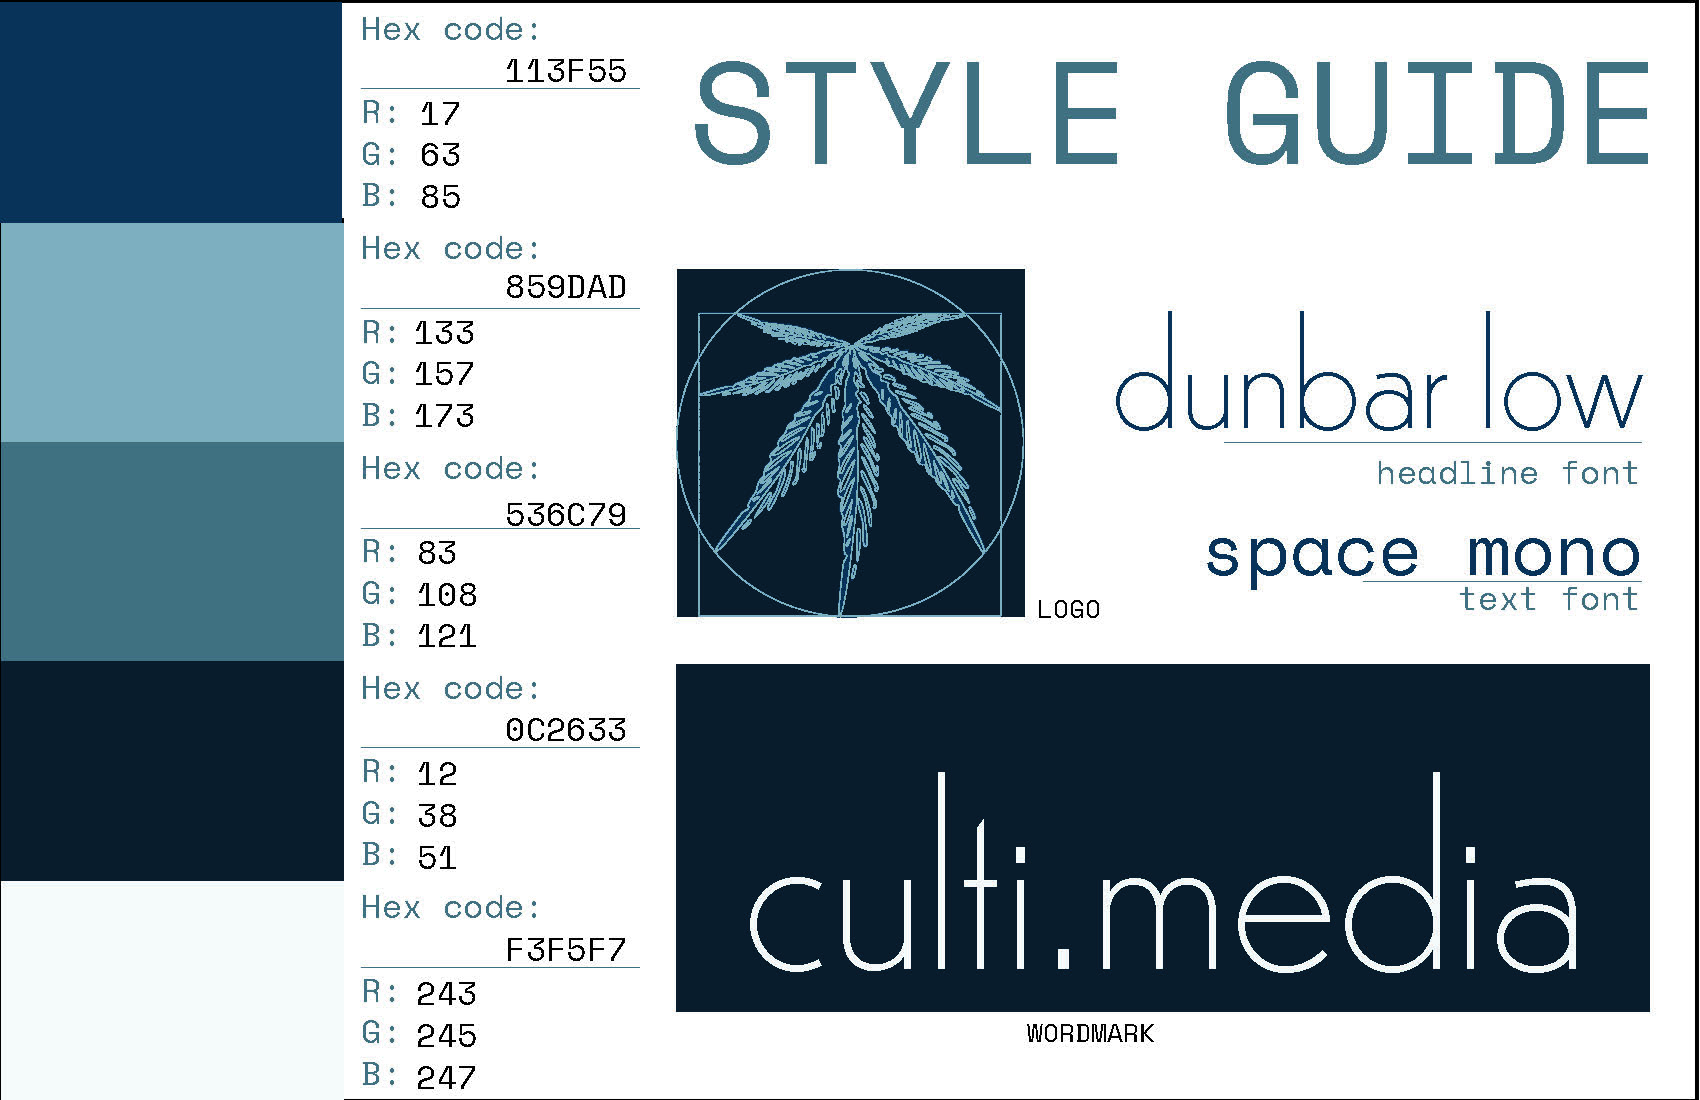 Hex code:
113F55
R: 17
G: 63
B: 85
Hex code:
859DAD
R: 133
G: 157
B: 173
Hex code:
536C79
R: 83
G: 108
B: 121
Hex code:
0C2633
R: 12
G: 38
B: 51
Hex code:
F3F5F7
R: 243
G: 245
B: 247
STYLE GUIDE
LOGO
dunbar low
headline font
space mono
text font
culti.media
WORDMARK